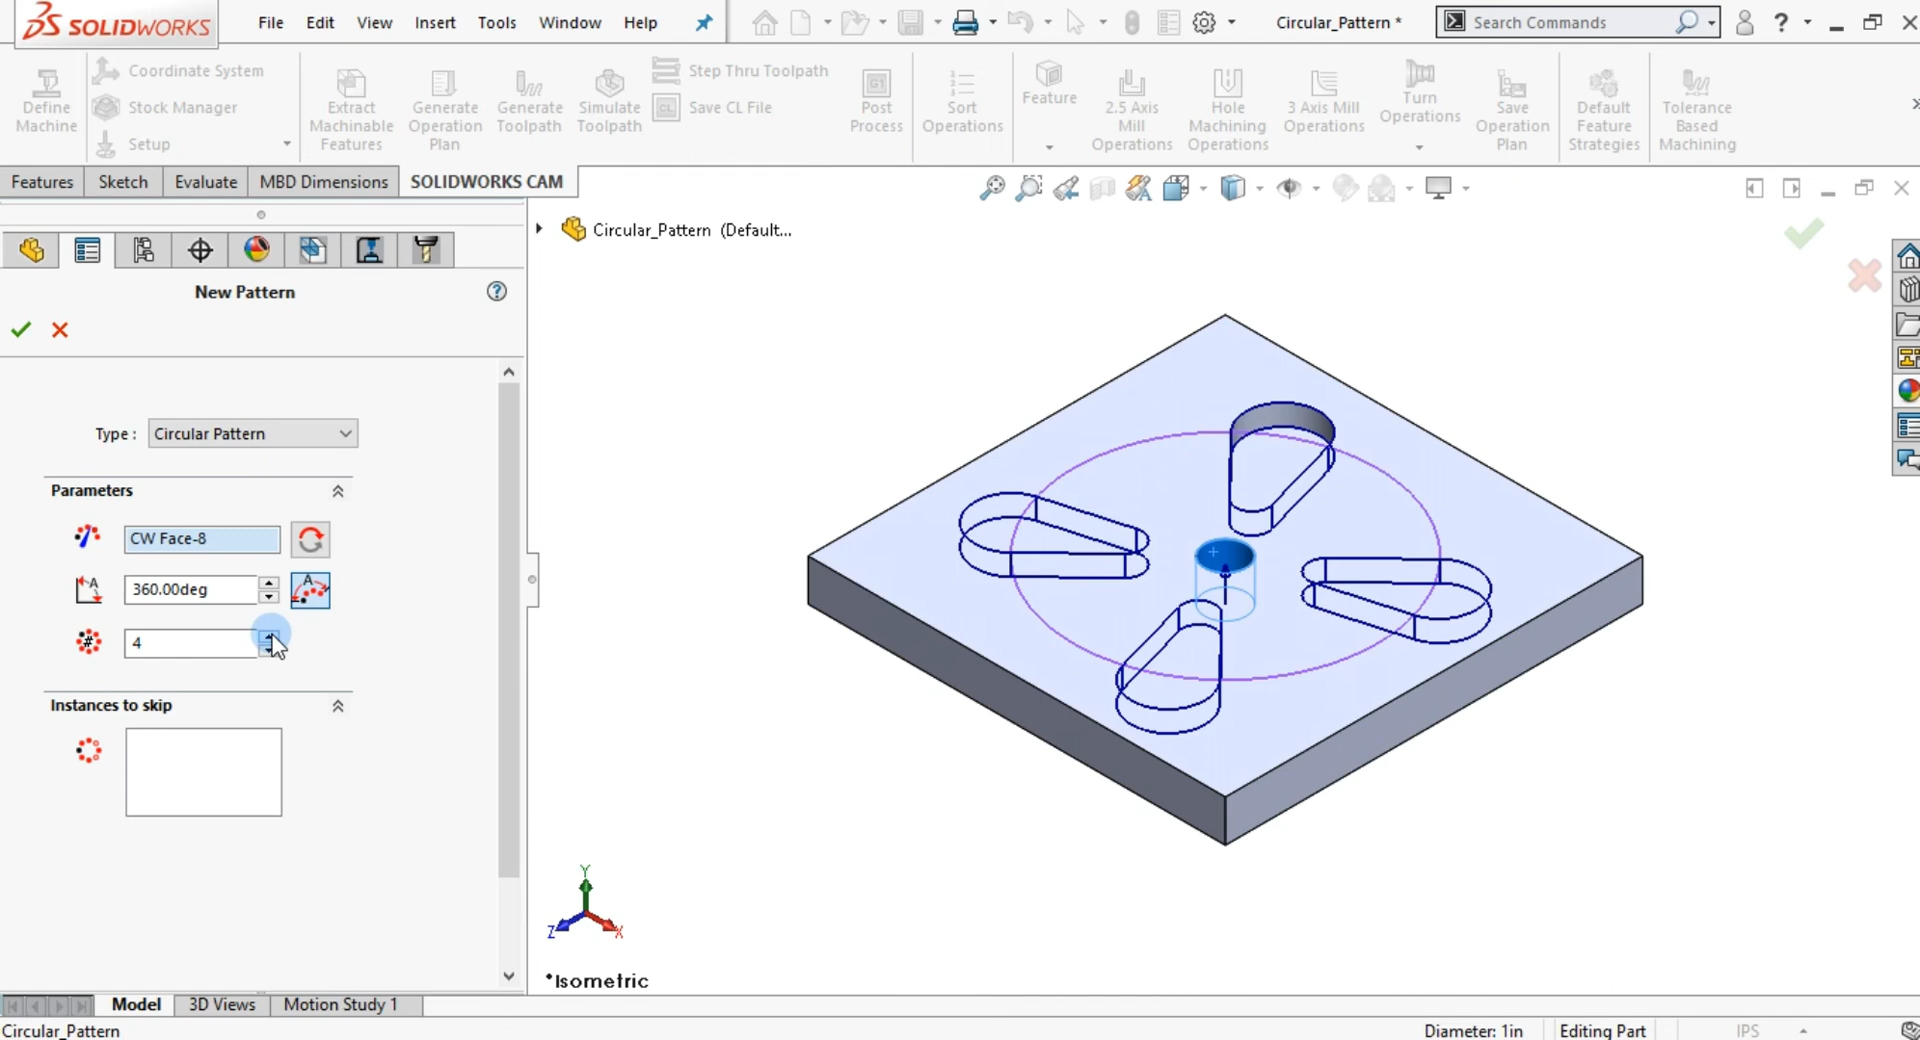 SOLIDWORKS
File Edit View Insert Tools Window Help
Circular_Pattern *
Search Commands
?
Define Machine
Coordinate System
Stock Manager
Setup
Extract Machinable Features
Generate Operation Plan
Generate Toolpath
Simulate Toolpath
Step Thru Toolpath
Save CL File
CL
G1
Post Process
Sort Operations
Feature
2.5 Axis Mill Operations
Hole Machining Operations
3 Axis Mill Operations
Turn Operations
Save Operation Plan
Default Feature Strategies
Tolerance Based Machining
Features Sketch Evaluate MBD Dimensions SOLIDWORKS CAM
Circular_Pattern (Default...
New Pattern
?
Type : Circular Pattern
Parameters
CW Face-8
A
360.00deg
A
#
4
Instances to skip
Y
Z X
*Isometric
Model 3D Views Motion Study 1
Circular_Pattern
Diameter: 1in Editing Part IPS